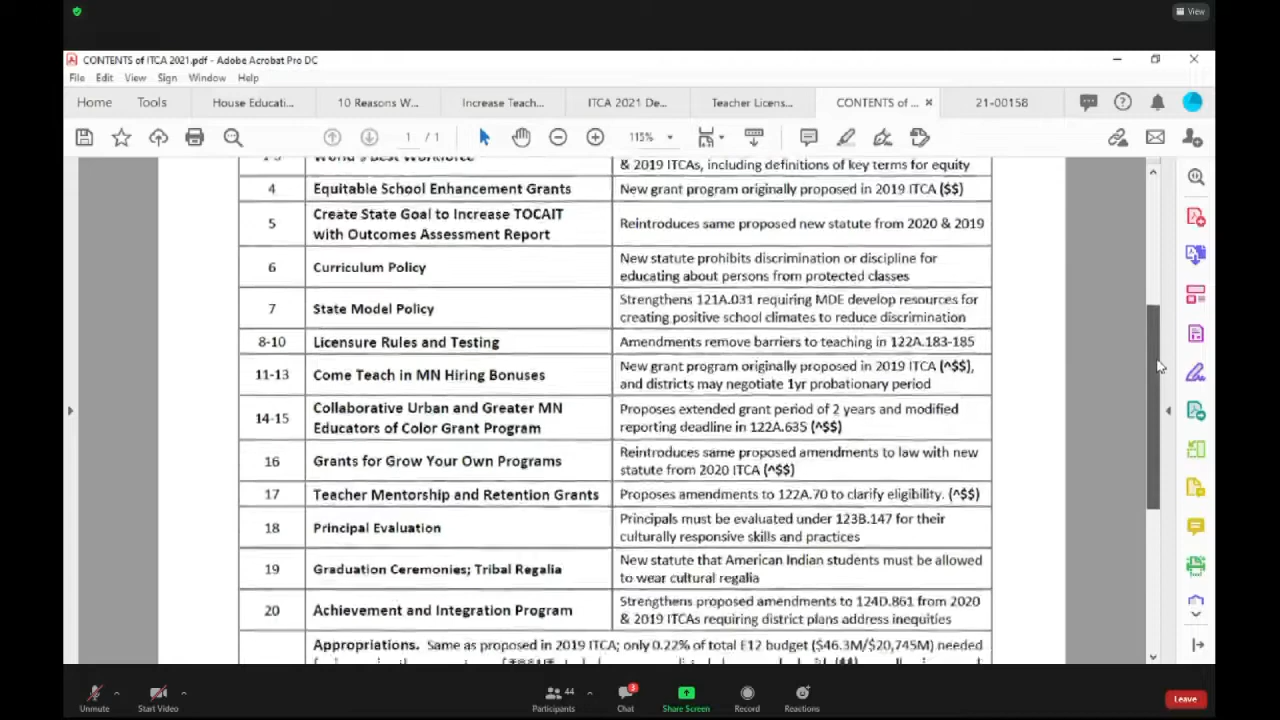 View
CONTENTS of ITCA 2021.pdf - Adobe Acrobat Pro DC
File Edit View Sign Window Help
Home Tools House Educati... 10 Reasons W... Increase Teach... ITCA 2021 De... Teacher Licens... CONTENTS of ... × 21-00158
1 / 1 115%
World's Best Workforce
& 2019 ITCAs, including definitions of key terms for equity
4 Equitable School Enhancement Grants New grant program originally proposed in 2019 ITCA ($$)
5 Create State Goal to Increase TOCAIT
with Outcomes Assessment Report
Reintroduces same proposed new statute from 2020 & 2019
6 Curriculum Policy
New statute prohibits discrimination or discipline for
educating about persons from protected classes
7 State Model Policy
Strengthens 121A.031 requiring MDE develop resources for
creating positive school climates to reduce discrimination
8-10 Licensure Rules and Testing Amendments remove barriers to teaching in 122A.183-185
11-13 Come Teach in MN Hiring Bonuses
New grant program originally proposed in 2019 ITCA (^$$),
and districts may negotiate 1yr probationary period
14-15 Collaborative Urban and Greater MN
Educators of Color Grant Program
Proposes extended grant period of 2 years and modified
reporting deadline in 122A.635 (^$$)
16 Grants for Grow Your Own Programs
Reintroduces same proposed amendments to law with new
statute from 2020 ITCA (^$$)
17 Teacher Mentorship and Retention Grants Proposes amendments to 122A.70 to clarify eligibility. (^$$)
18 Principal Evaluation
Principals must be evaluated under 123B.147 for their
culturally responsive skills and practices
19 Graduation Ceremonies; Tribal Regalia
New statute that American Indian students must be allowed
to wear cultural regalia
20 Achievement and Integration Program
Strengthens proposed amendments to 124D.861 from 2020
& 2019 ITCAs requiring district plans address inequities
Appropriations. Same as proposed in 2019 ITCA; only 0.22% of total E12 budget ($46.3M/$20,745M) needed
Unmute Start Video Participants 44 Chat 3 Share Screen Record Reactions Leave